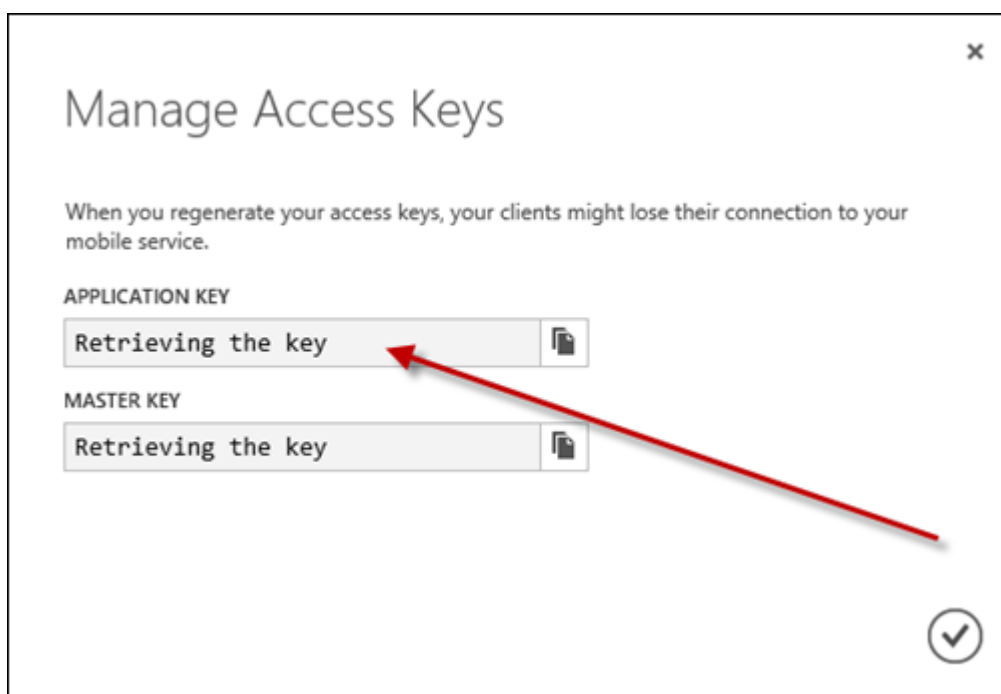 Manage Access Keys
When you regenerate your access keys, your clients might lose their connection to your
mobile service.
APPLICATION KEY
Retrieving the key
MASTER KEY
Retrieving the key